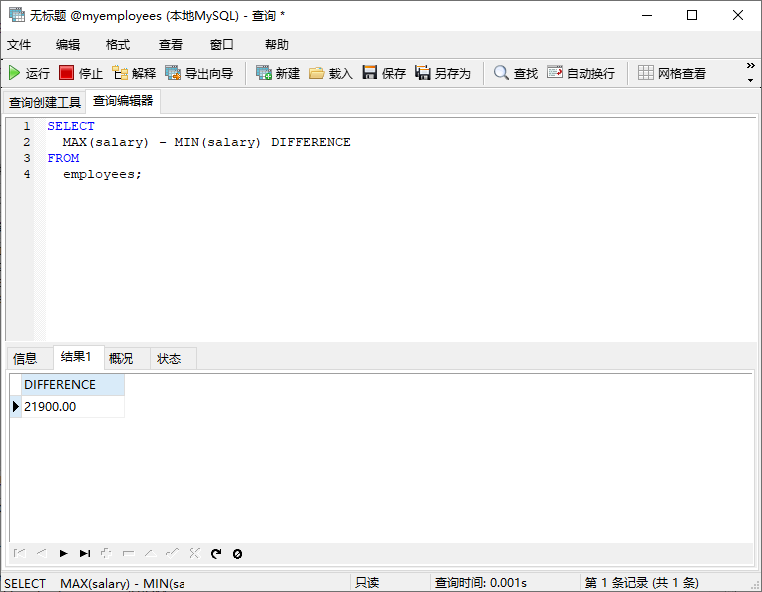 无标题 @myemployees (本地MySQL) - 查询 *
文件 编辑 格式 查看 窗口 帮助
运行 停止 解释 导出向导 新建 载入 保存 另存为 查找 自动换行 网格查看 »
查询创建工具 查询编辑器
1 SELECT
2 MAX(salary) - MIN(salary) DIFFERENCE
3 FROM
4 employees;
信息 结果1 概况 状态
DIFFERENCE
21900.00
SELECT MAX(salary) - MIN(sa 只读 查询时间: 0.001s 第 1 条记录 (共 1 条)